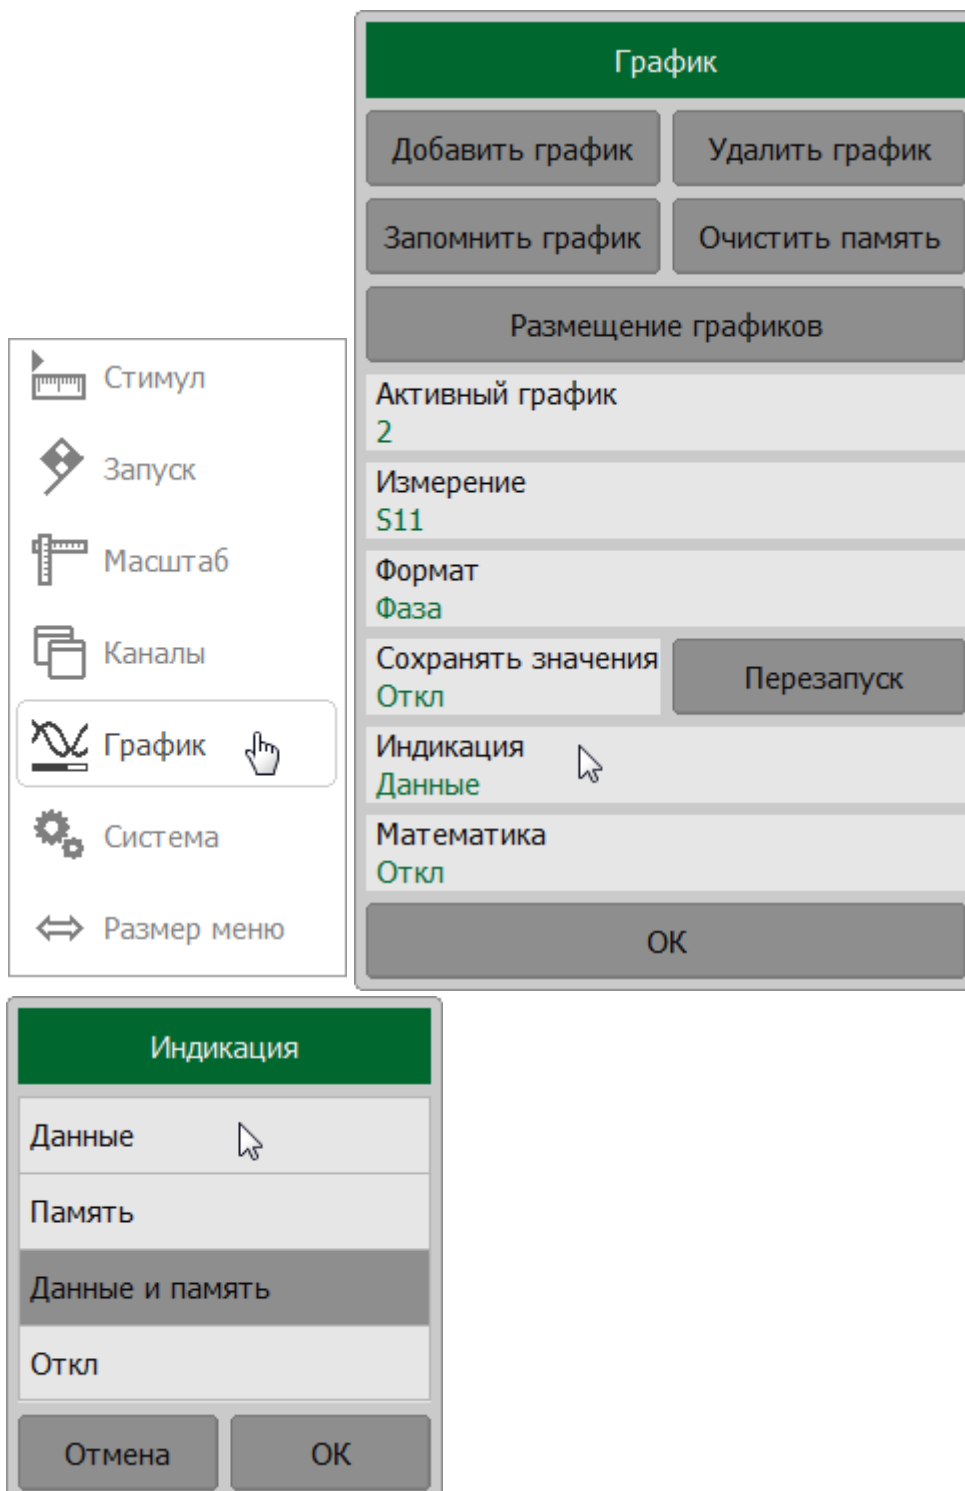 Стимул
Запуск
Масштаб
Каналы
График
Система
Размер меню
График
Добавить график
Удалить график
Запомнить график
Очистить память
Размещение графиков
Активный график
2
Измерение
S11
Формат
Фаза
Сохранять значения
Откл
Перезапуск
Индикация
Данные
Математика
Откл
ОК
Индикация
Данные
Память
Данные и память
Откл
Отмена
ОК